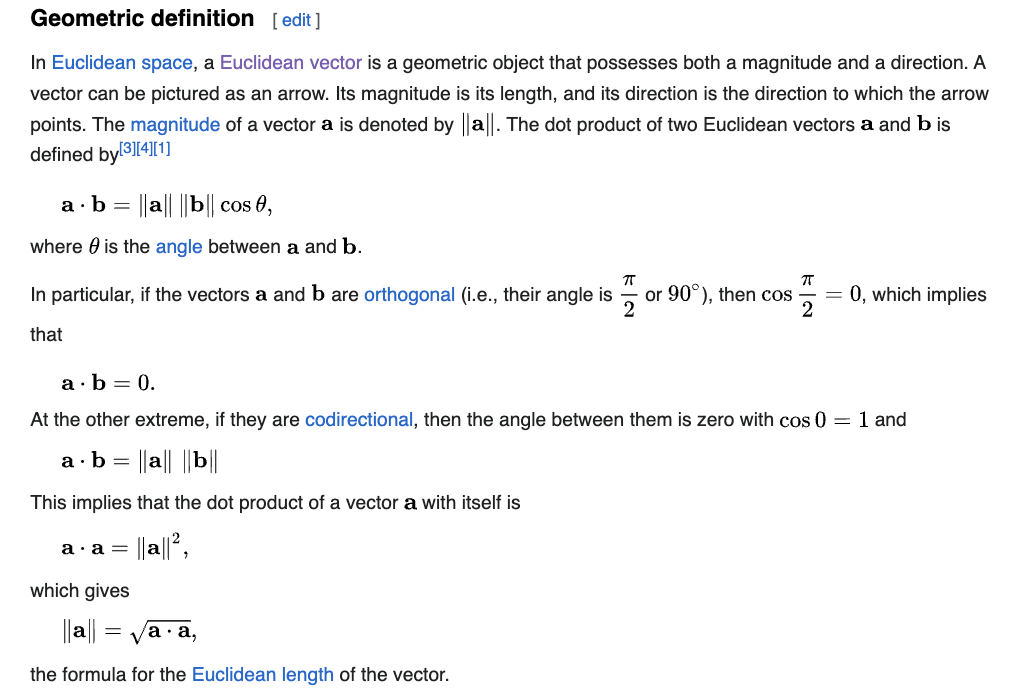 Geometric definition [ edit ]
In Euclidean space, a Euclidean vector is a geometric object that possesses both a magnitude and a direction. A
vector can be pictured as an arrow. Its magnitude is its length, and its direction is the direction to which the arrow
points. The magnitude of a vector a is denoted by ‖a‖. The dot product of two Euclidean vectors a and b is
defined by[3][4][1]
a · b = ‖a‖ ‖b‖ cos θ,
where θ is the angle between a and b.
In particular, if the vectors a and b are orthogonal (i.e., their angle is π/2 or 90°), then cos π/2 = 0, which implies
that
a · b = 0.
At the other extreme, if they are codirectional, then the angle between them is zero with cos 0 = 1 and
a · b = ‖a‖ ‖b‖
This implies that the dot product of a vector a with itself is
a · a = ‖a‖²,
which gives
‖a‖ = √(a · a),
the formula for the Euclidean length of the vector.